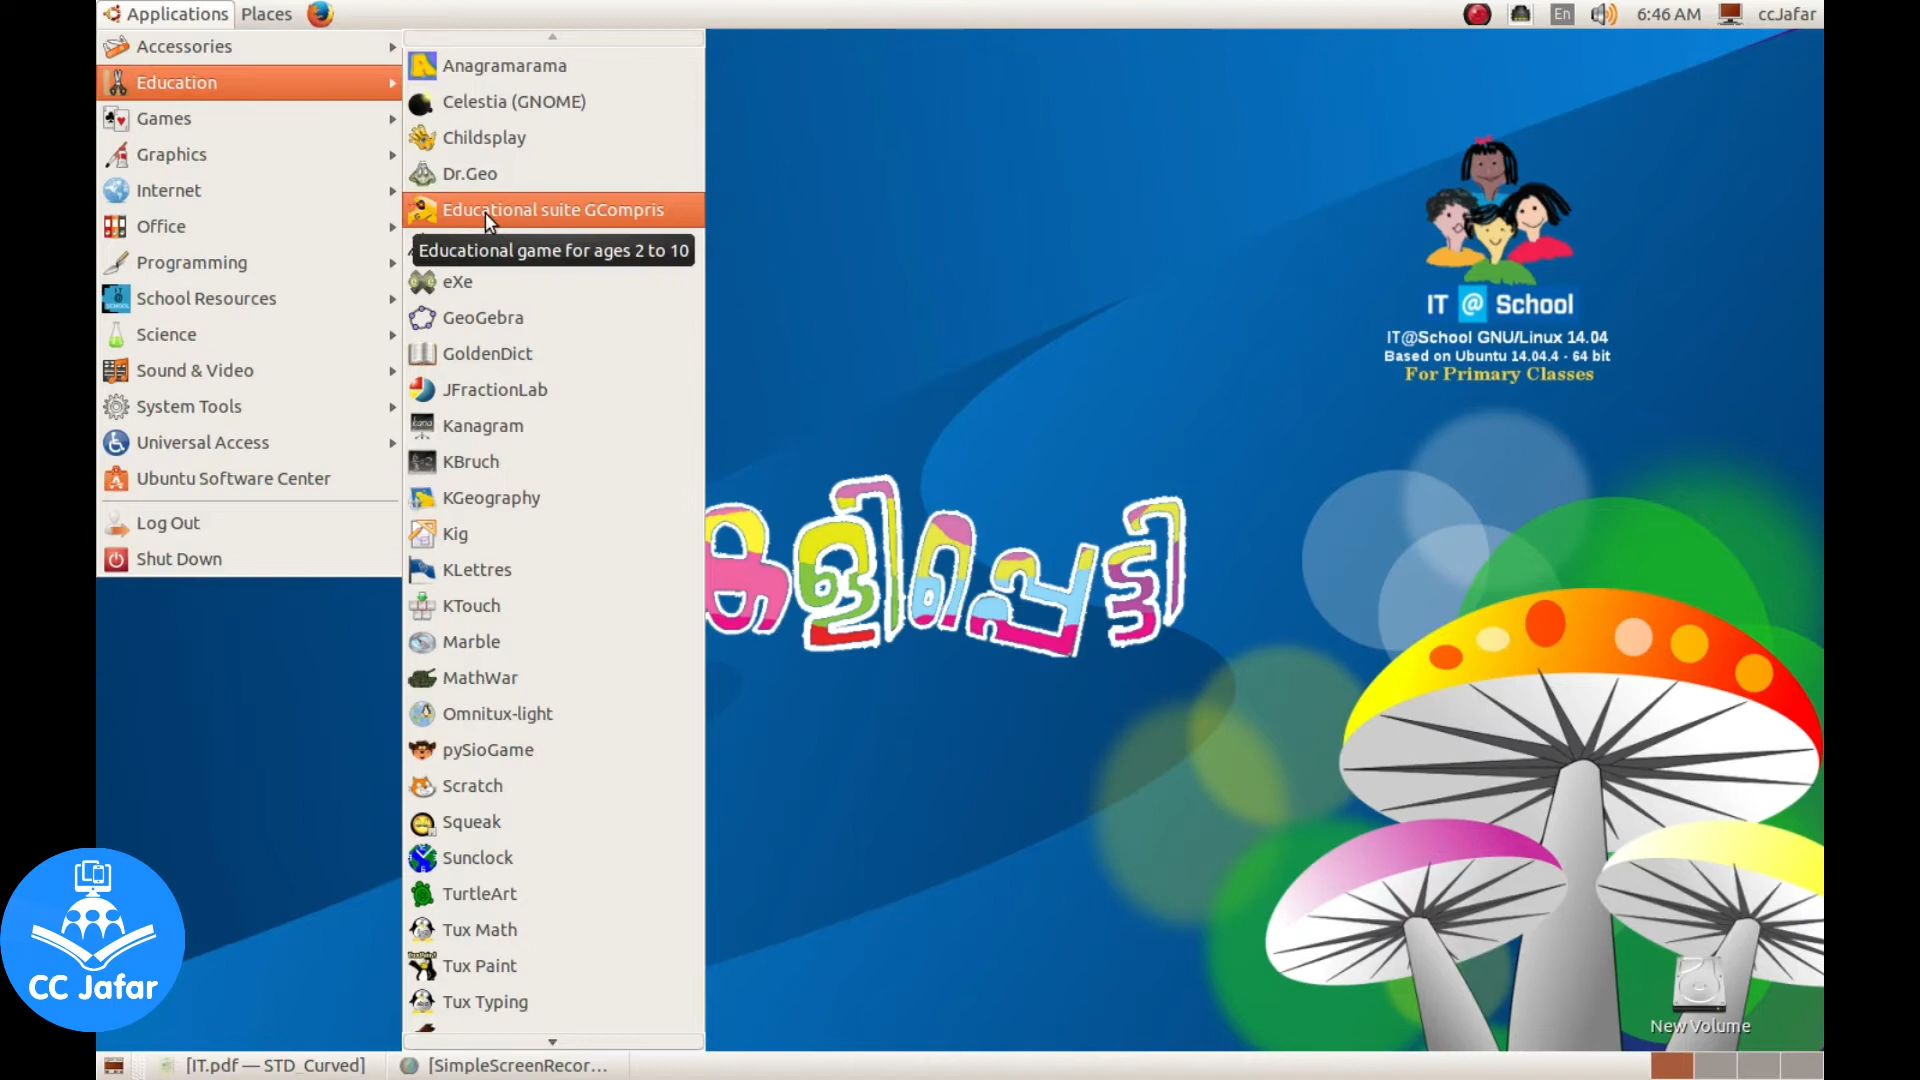 Applications Places
En 6:46 AM ccJafar
Accessories
Education
Games
Graphics
Internet
Office
Programming
School Resources
Science
Sound & Video
System Tools
Universal Access
Ubuntu Software Center
Log Out
Shut Down
Anagramarama
Celestia (GNOME)
Childsplay
Dr.Geo
Educational suite GCompris
Educational game for ages 2 to 10
eXe
GeoGebra
GoldenDict
JFractionLab
Kanagram
KBruch
KGeography
Kig
KLettres
KTouch
Marble
MathWar
Omnitux-light
pySioGame
Scratch
Squeak
Sunclock
TurtleArt
Tux Math
Tux Paint
Tux Typing
IT @ School
IT@School GNU/Linux 14.04
Based on Ubuntu 14.04.4 - 64 bit
For Primary Classes
കളിപ്പെട്ടി
New Volume
CC Jafar
[IT.pdf — STD_Curved] [SimpleScreenRecor...